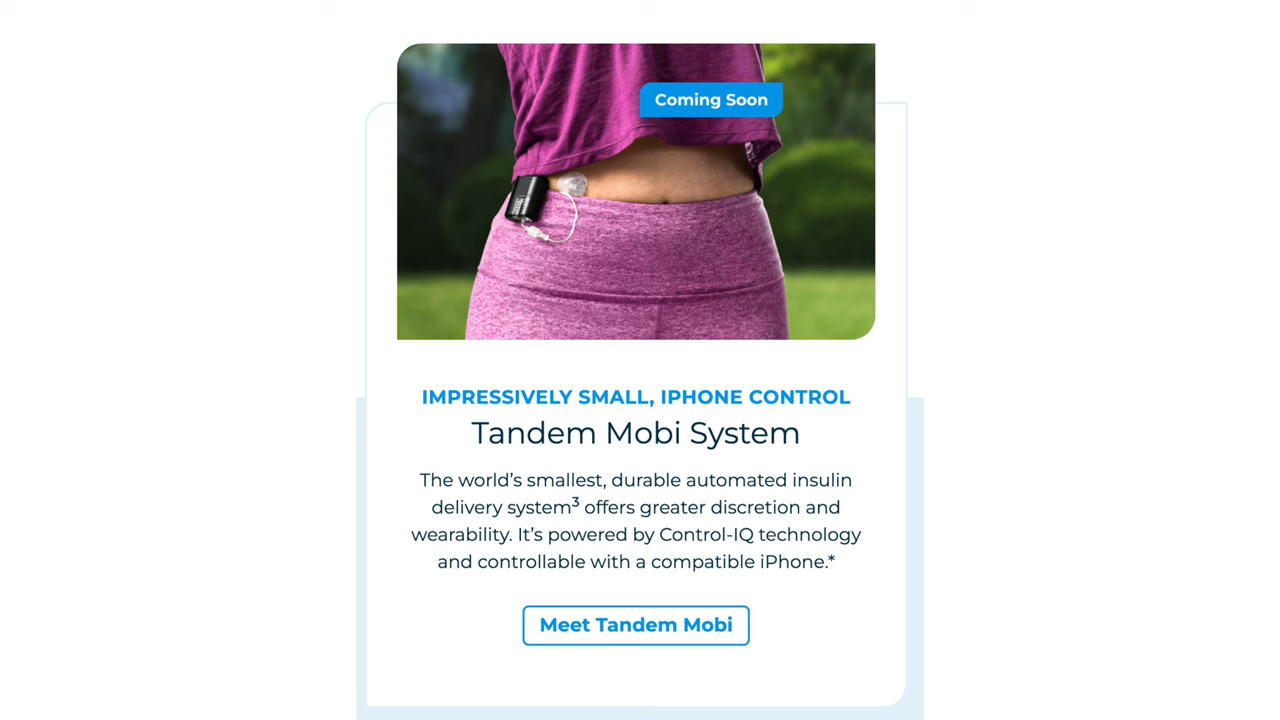 Coming Soon
IMPRESSIVELY SMALL, IPHONE CONTROL
Tandem Mobi System
The world’s smallest, durable automated insulin
delivery system³ offers greater discretion and
wearability. It’s powered by Control-IQ technology
and controllable with a compatible iPhone.*
Meet Tandem Mobi